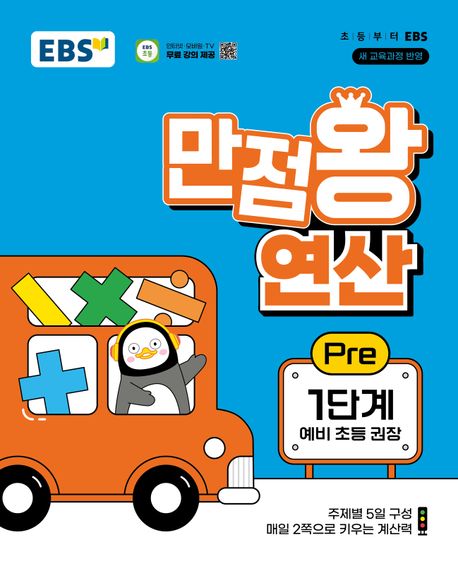 EBS
EBS
초등
인터넷·모바일·TV
무료 강의 제공
초|등|부|터 EBS
새 교육과정 반영
만점왕
연산
Pre
1단계
예비 초등 권장
주제별 5일 구성
매일 2쪽으로 키우는 계산력